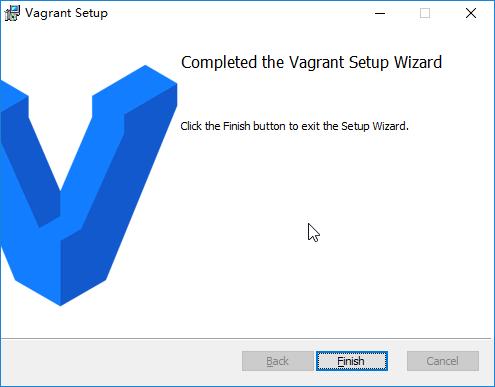 Vagrant Setup
Completed the Vagrant Setup Wizard
Click the Finish button to exit the Setup Wizard.
Back Finish Cancel